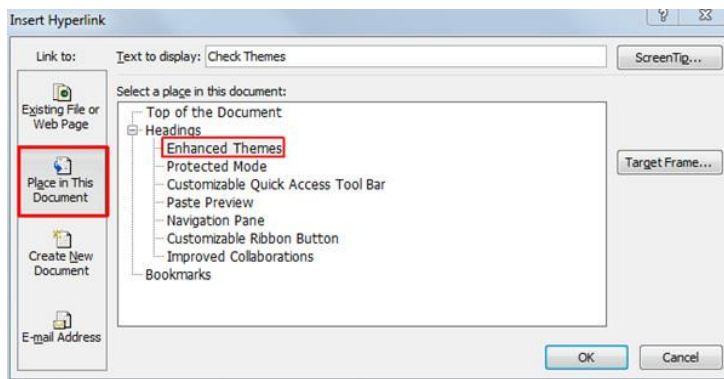 Insert Hyperlink
Link to:
Text to display: Check Themes
ScreenTip...
Select a place in this document:
Existing File or
Web Page
Place in This
Document
Create New
Document
E-mail Address
Top of the Document
Headings
Enhanced Themes
Protected Mode
Customizable Quick Access Tool Bar
Paste Preview
Navigation Pane
Customizable Ribbon Button
Improved Collaborations
Bookmarks
Target Frame...
OK
Cancel